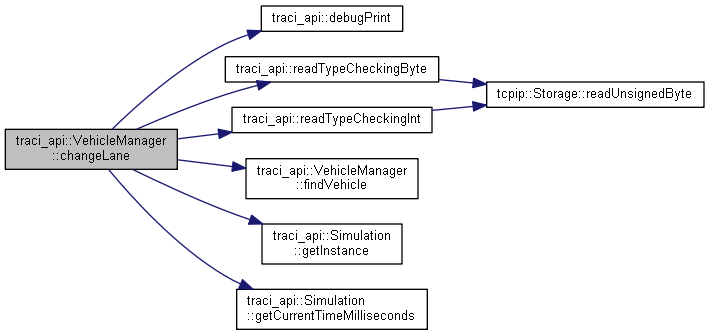 traci_api::VehicleManager
::changeLane
traci_api::debugPrint
traci_api::readTypeCheckingByte
traci_api::readTypeCheckingInt
traci_api::VehicleManager
::findVehicle
traci_api::Simulation
::getInstance
traci_api::Simulation
::getCurrentTimeMilliseconds
tcpip::Storage::readUnsignedByte